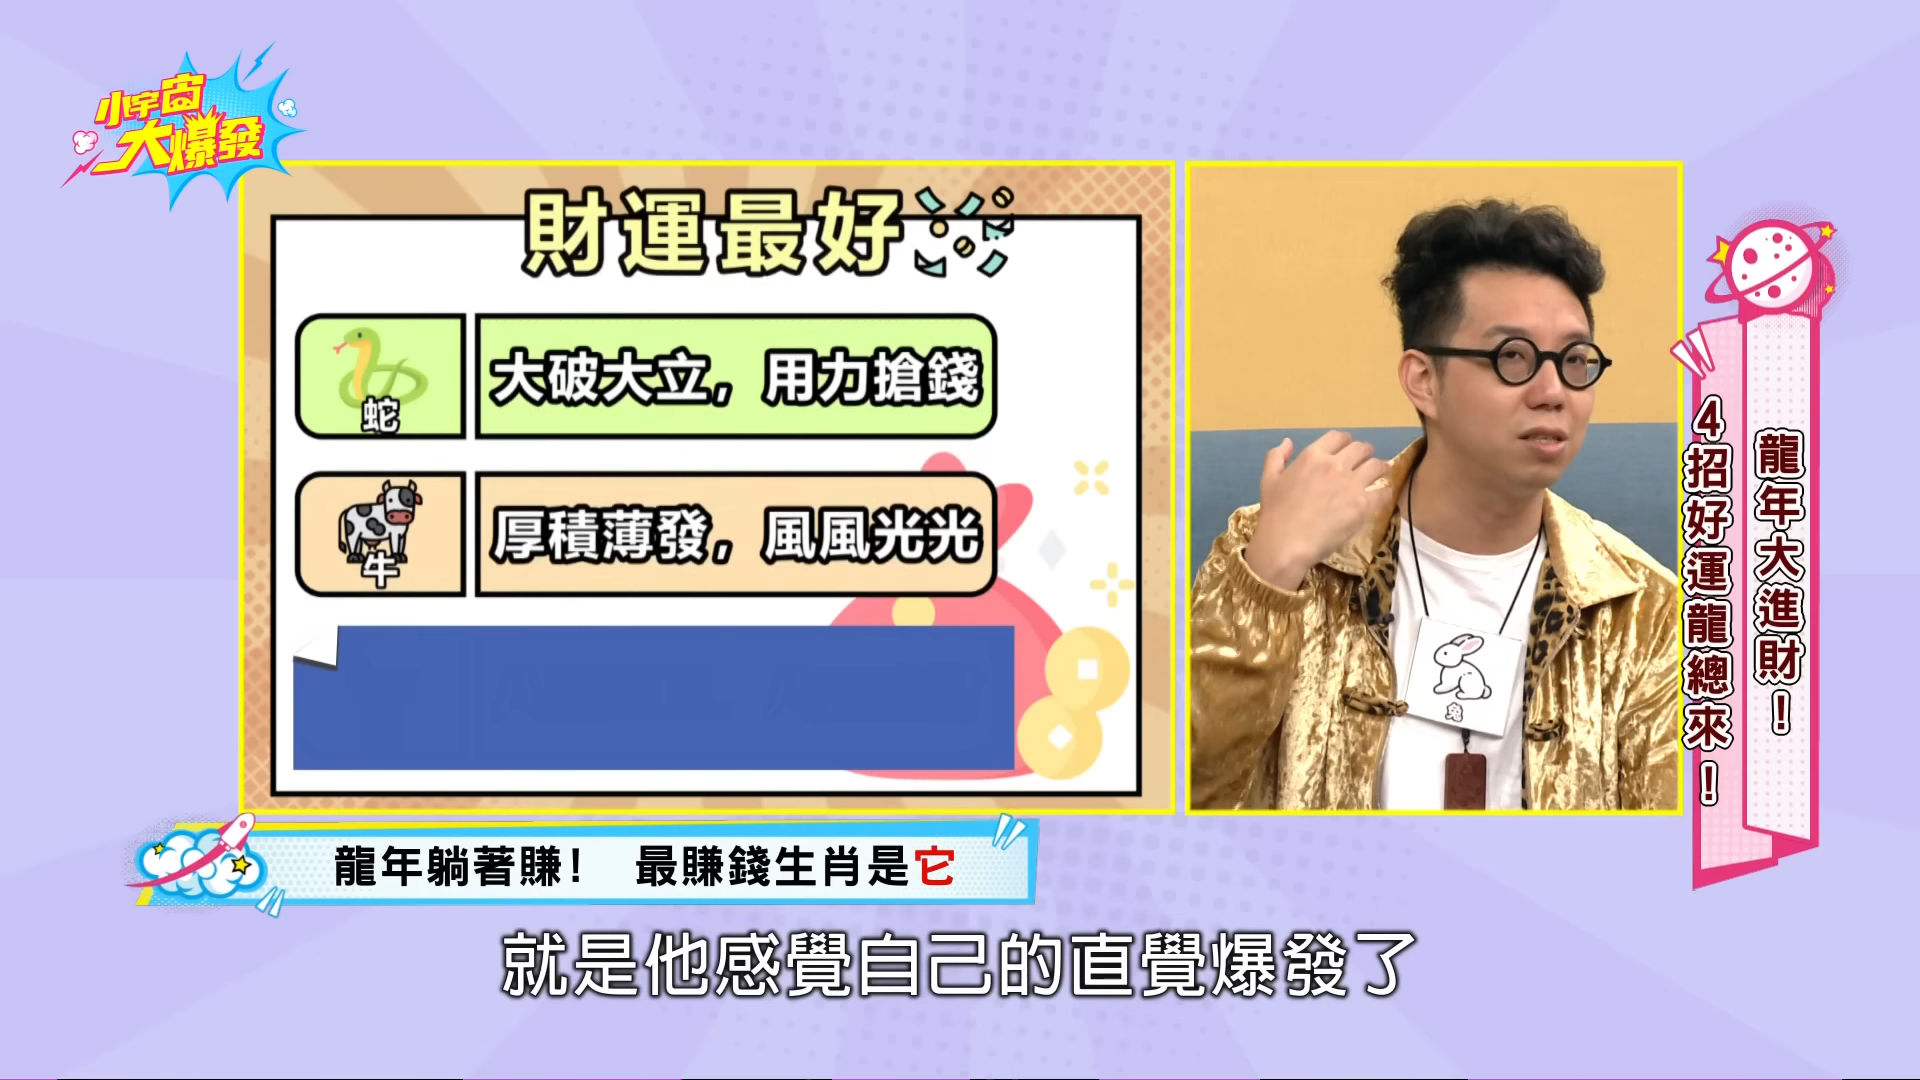 小宇宙
大爆發
財運最好
蛇
大破大立，用力搶錢
牛
厚積薄發，風風光光
兔
龍年大進財！
4招好運龍總來！
龍年躺著賺！ 最賺錢生肖是它
就是他感覺自己的直覺爆發了